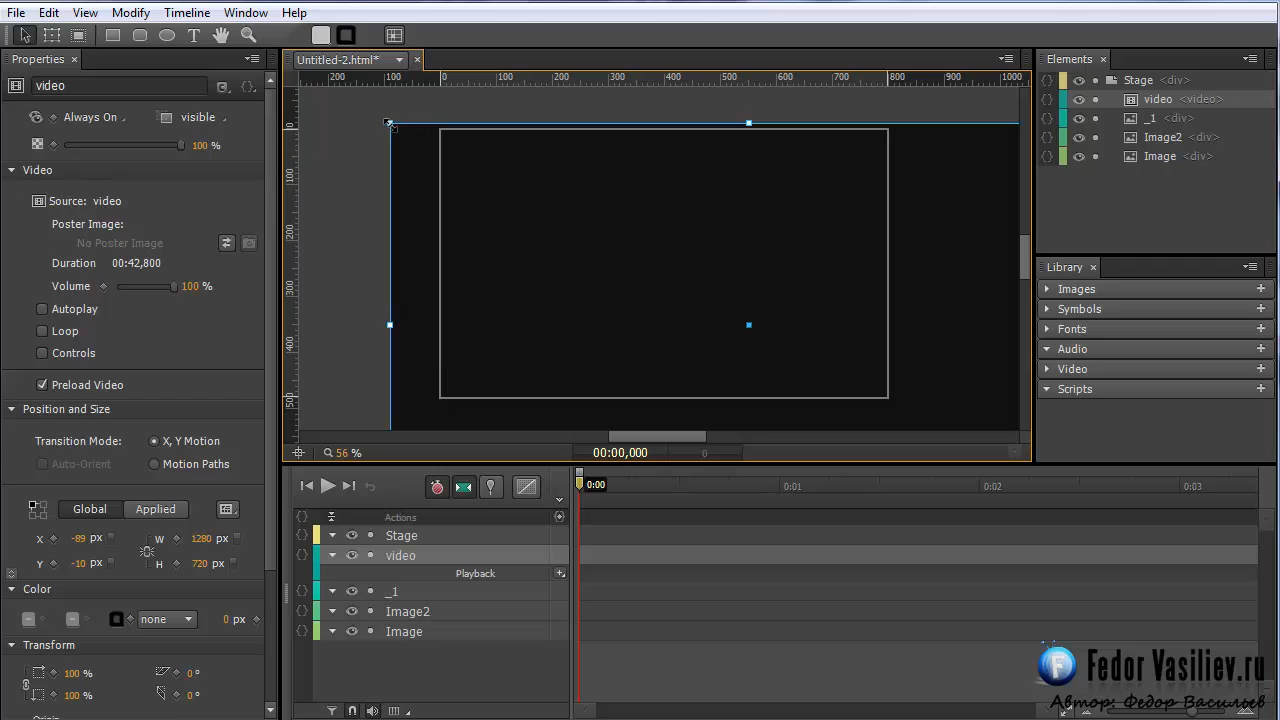 File Edit View Modify Timeline Window Help
Properties
video
Always On
visible
100 %
Video
Source: video
Poster Image:
No Poster Image
Duration 00:42,800
Volume 100 %
Autoplay
Loop
Controls
Preload Video
Position and Size
Transition Mode: X, Y Motion
Auto-Orient Motion Paths
Global Applied
X -89 px W 1280 px
Y -10 px H 720 px
Color
none 0 px
Transform
100 % 0°
100 % 0°
Untitled-2.html*
200 100 0 100 200 300 400 500 600 700 800 900 1000
0
100
200
300
400
500
56 % 00:00,000 0
0:00 0:01 0:02 0:03
Actions
Stage
video
Playback
_1
Image2
Image
Elements
Stage <div>
video <video>
_1 <div>
Image2 <div>
Image <div>
Library
Images
Symbols
Fonts
Audio
Video
Scripts
Fedor Vasiliev.ru
Автор: Федор Васильев